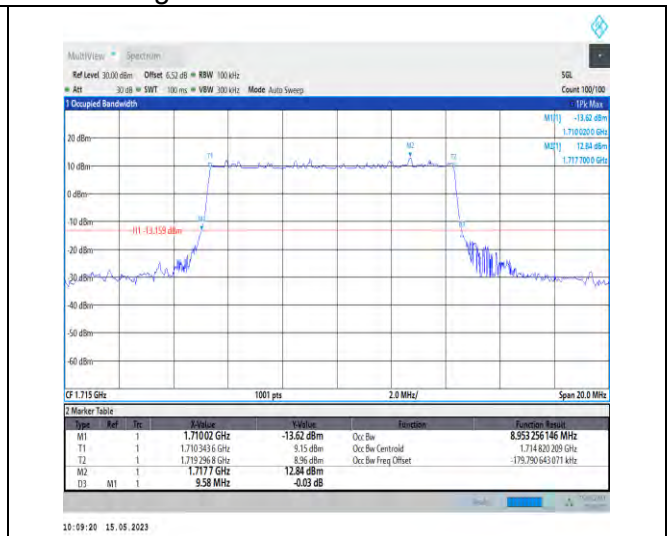 MultiView Spectrum
Ref Level 30.00 dBm Offset 6.52 dB RBW 100 kHz SGL
Att 30 dB SWT 100 ms VBW 300 kHz Mode Auto Sweep Count 100/100
1 Occupied Bandwidth 1Pk Max
M1[1] -13.62 dBm
1.710 020 0 GHz
M2[1] 12.84 dBm
1.717 700 0 GHz
20 dBm
M2
T1 T2
10 dBm
0 dBm
-10 dBm
M1
H1 -13.159 dBm
-20 dBm
-30 dBm
-40 dBm
-50 dBm
-60 dBm
CF 1.715 GHz 1001 pts 2.0 MHz/ Span 20.0 MHz
2 Marker Table
Type Ref Trc X-Value Y-Value Function Function Result
M1 1 1.710 02 GHz -13.62 dBm Occ Bw 8.953 256 146 MHz
T1 1 1.710 343 6 GHz 9.15 dBm Occ Bw Centroid 1.714 820 209 GHz
T2 1 1.719 296 8 GHz 8.96 dBm Occ Bw Freq Offset -179.790 643 071 kHz
M2 1 1.717 7 GHz 12.84 dBm
D3 M1 1 9.58 MHz -0.03 dB
10:09:20 15.05.2023